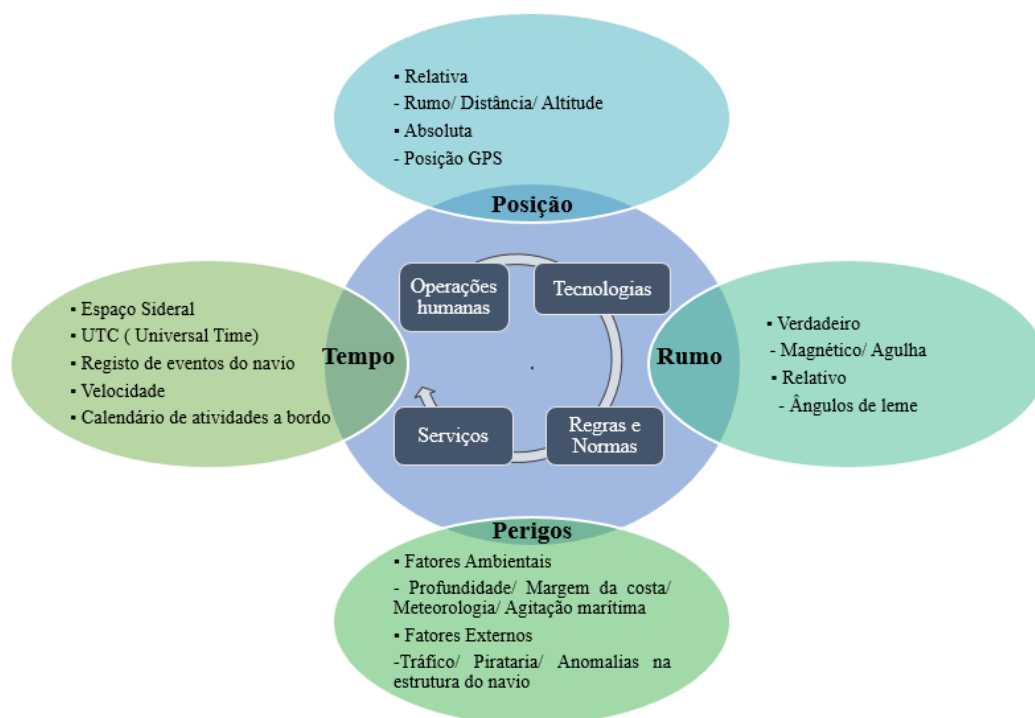 ▪ Relativa
- Rumo/ Distância/ Altitude
▪ Absoluta
- Posição GPS
Posição
▪ Espaço Sideral
▪ UTC ( Universal Time)
▪ Registo de eventos do navio
▪ Velocidade
▪ Calendário de atividades a bordo
Tempo
Operações
humanas
Tecnologias
Serviços
Regras e
Normas
Rumo
▪ Verdadeiro
- Magnético/ Agulha
▪ Relativo
- Ângulos de leme
Perigos
▪ Fatores Ambientais
- Profundidade/ Margem da costa/
Meteorologia/ Agitação marítima
▪ Fatores Externos
-Tráfico/ Pirataria/ Anomalias na
estrutura do navio